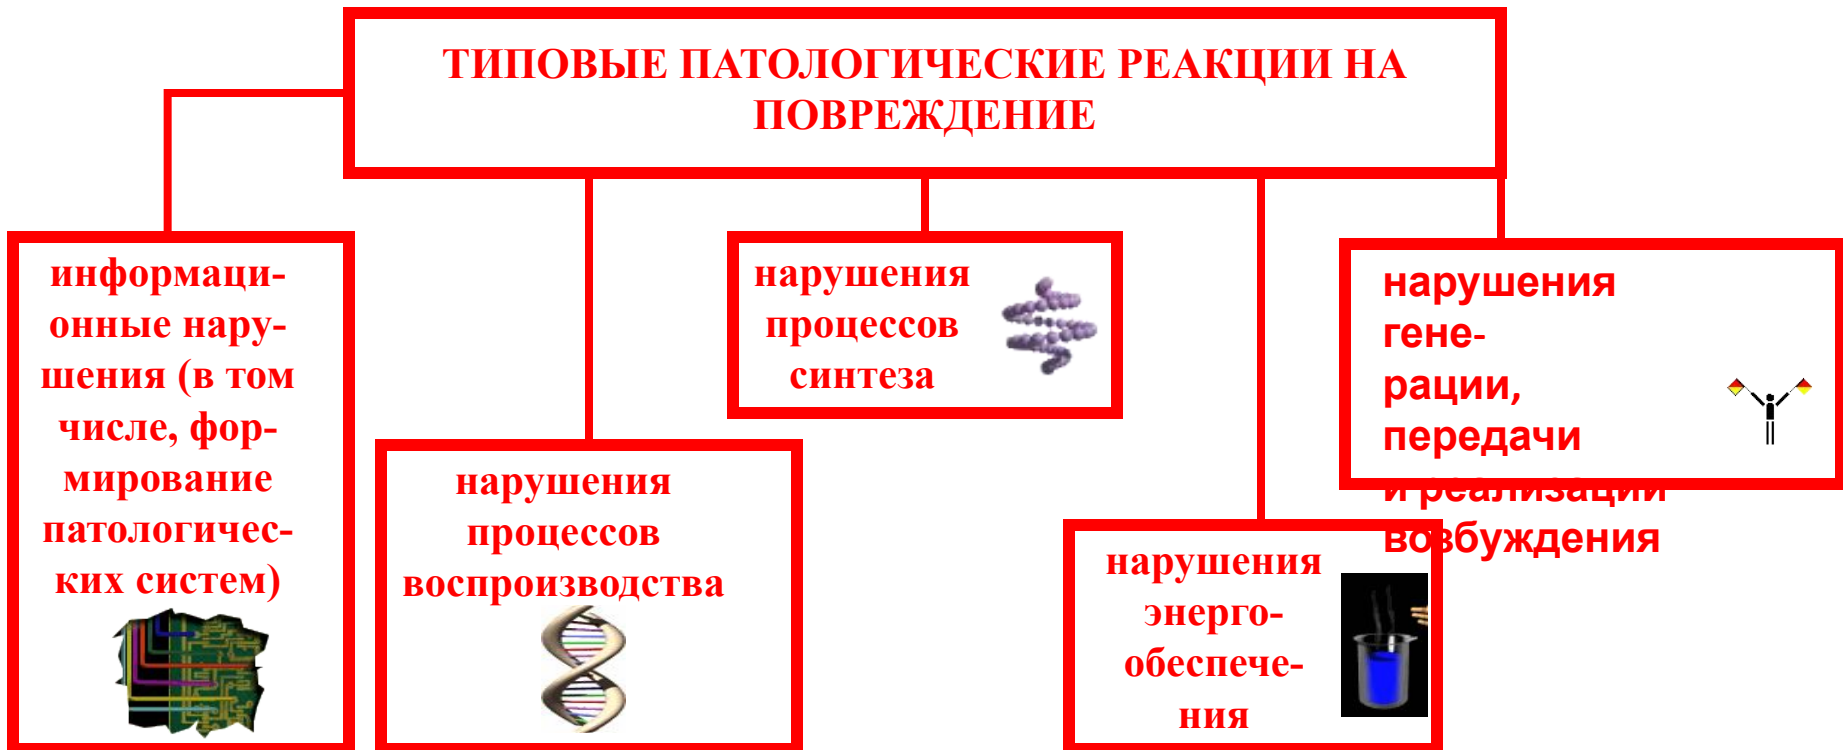 ТИПОВЫЕ ПАТОЛОГИЧЕСКИЕ РЕАКЦИИ НА
ПОВРЕЖДЕНИЕ
информаци-
онные нару-
шения (в том
числе, фор-
мирование
патологичес-
ких систем)
нарушения
процессов
воспроизводства
нарушения
процессов
синтеза
нарушения
энерго-
обеспече-
ния
нарушения
гене-
рации,
передачи
и реализации
возбуждения